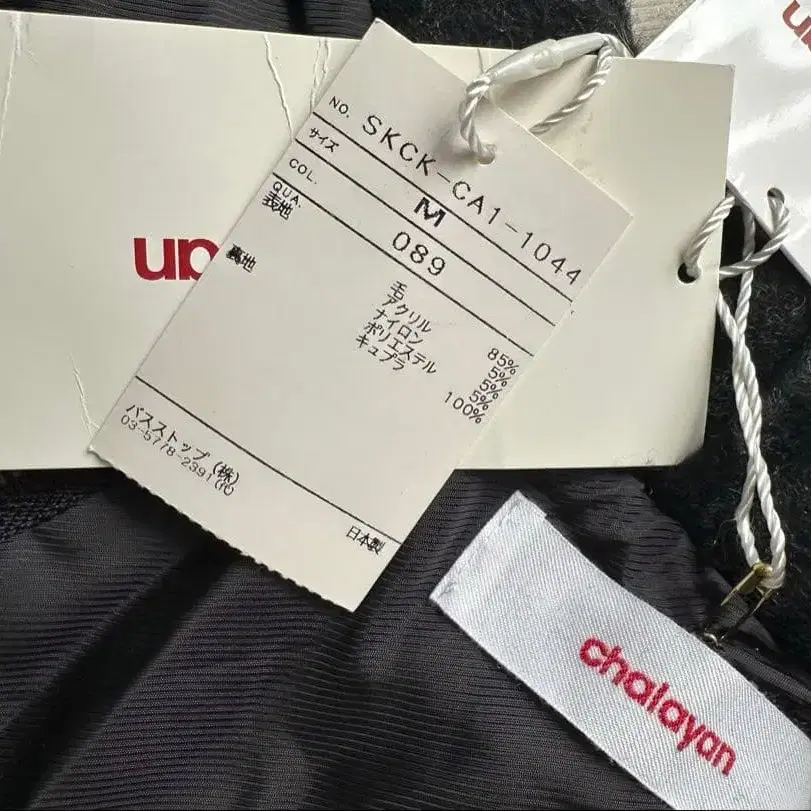 NO. SKCK-CA1-1044
サイズ M
COL. 089
QUA.
表地 毛 85%
アクリル 5%
ナイロン 5%
ポリエステル 5%
裏地 キュプラ 100%
バスストップ(株)
03-5778-2391(代)
日本製
chalayan